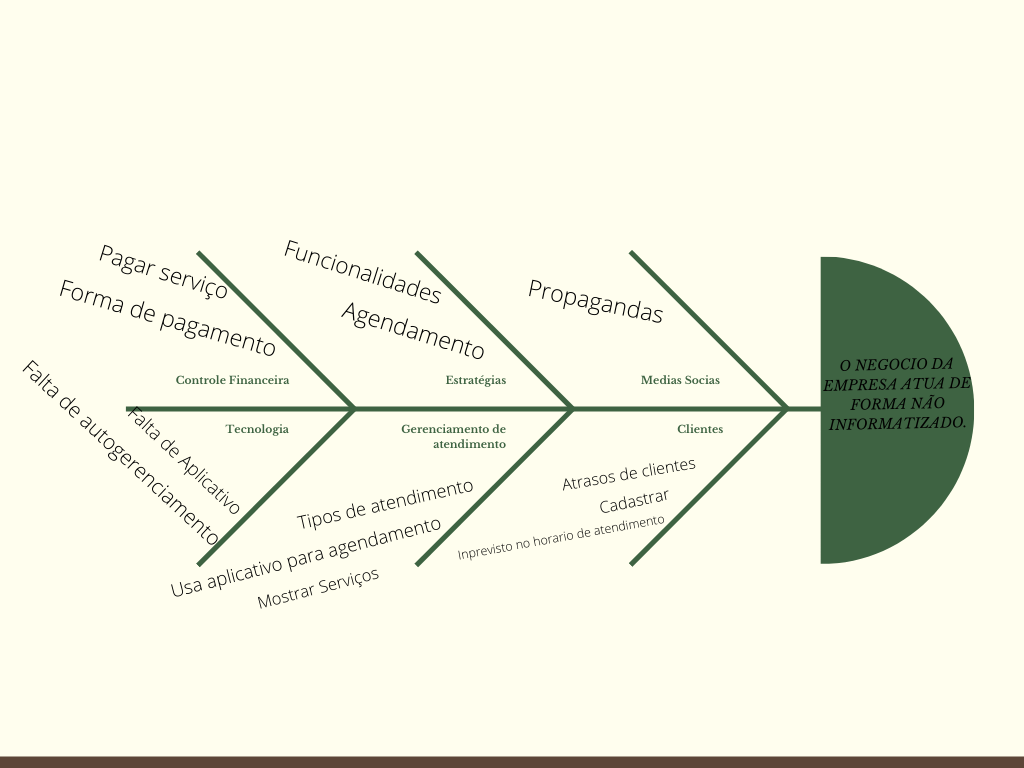 Pagar serviço
Forma de pagamento
Controle Financeira
Funcionalidades
Agendamento
Estratégias
Propagandas
Medias Socias
Falta de autogerenciamento
Falta de Aplicativo
Tecnologia
Gerenciamento de
atendimento
Tipos de atendimento
Usa aplicativo para agendamento
Mostrar Serviços
Clientes
Atrasos de clientes
Cadastrar
Inprevisto no horario de atendimento
O NEGOCIO DA
EMPRESA ATUA DE
FORMA NÃO
INFORMATIZADO.